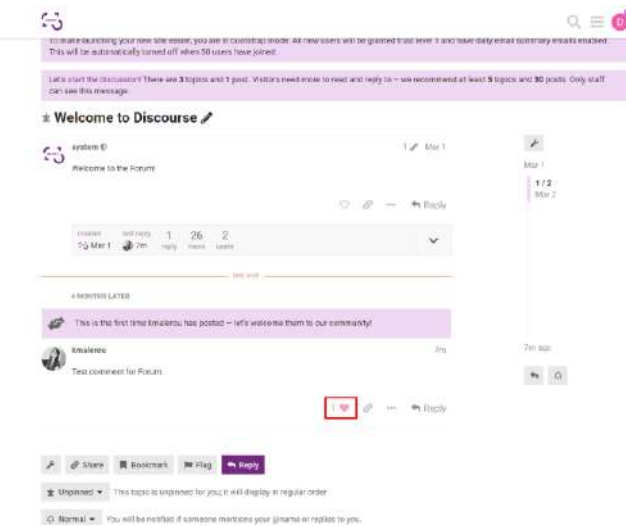 To make launching your new site easier, you are in bootstrap mode. All new users will be granted trust level 1 and have daily email summary emails enabled.
This will be automatically turned off when 50 users have joined.
Let's start the discussion! There are 3 topics and 1 post. Visitors need more to read and reply to – we recommend at least 5 topics and 30 posts. Only staff
can see this message.
Welcome to Discourse
system
1 Mar 1
Welcome to the Forum!
Reply
created last reply 1 26 2
Mar 1 7m reply views users
last visit
4 MONTHS LATER
This is the first time kmalerou has posted — let's welcome them to our community!
kmalerou 7m
Test comment for Forum.
1
Reply
Mar 1
1 / 2
Mar 2
7m ago
Share Bookmark Flag Reply
Unpinned This topic is unpinned for you; it will display in regular order
Normal You will be notified if someone mentions your @name or replies to you.